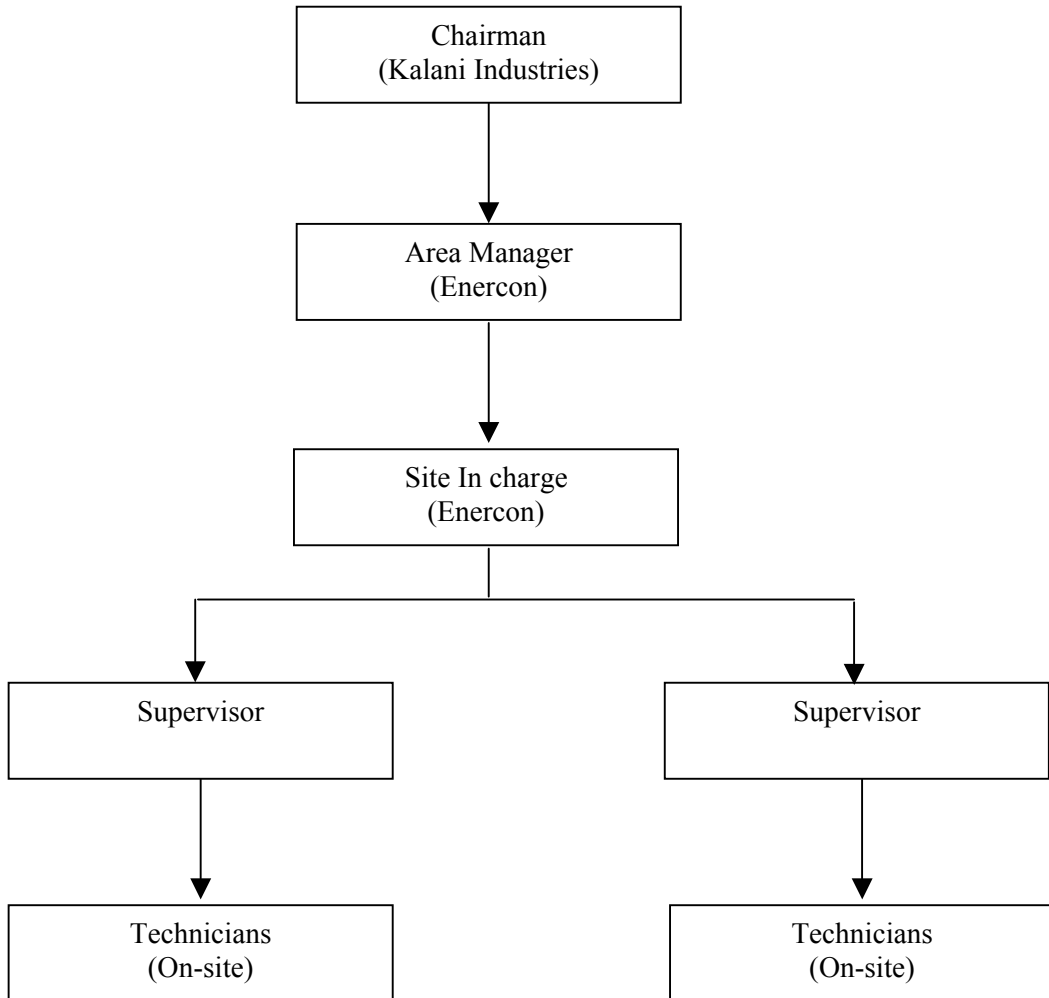 Chairman
(Kalani Industries)
Area Manager
(Enercon)
Site In charge
(Enercon)
Supervisor
Supervisor
Technicians
(On-site)
Technicians
(On-site)